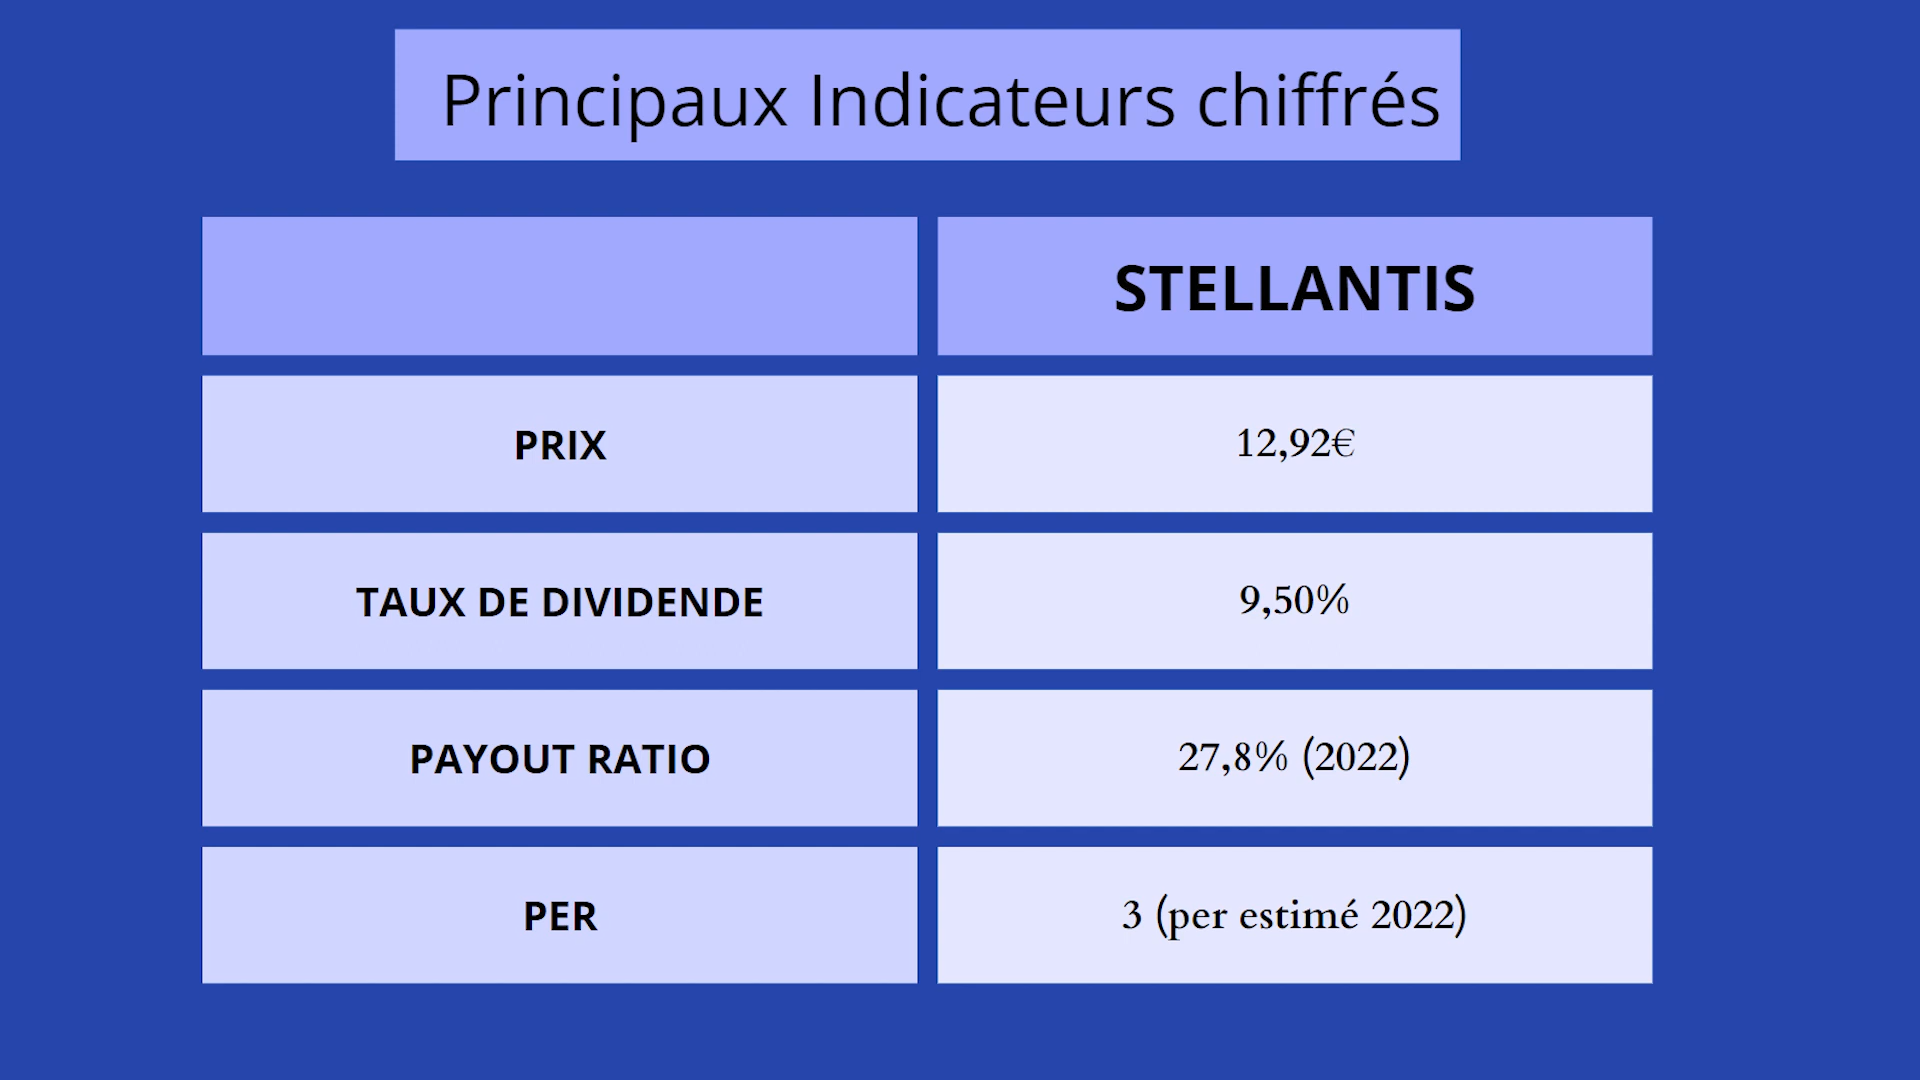 Principaux Indicateurs chiffrés
STELLANTIS
PRIX
12,92€
TAUX DE DIVIDENDE
9,50%
PAYOUT RATIO
27,8% (2022)
PER
3 (per estimé 2022)